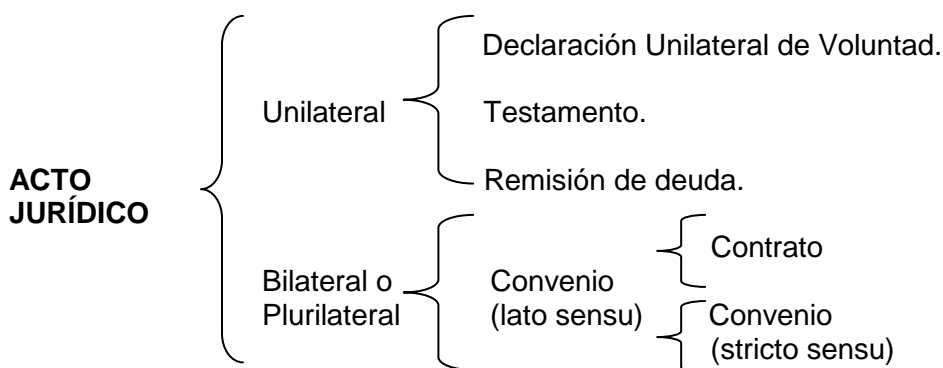 ACTO
JURÍDICO
Unilateral
Declaración Unilateral de Voluntad.
Testamento.
Remisión de deuda.
Bilateral o
Plurilateral
Convenio
(lato sensu)
Contrato
Convenio
(stricto sensu)